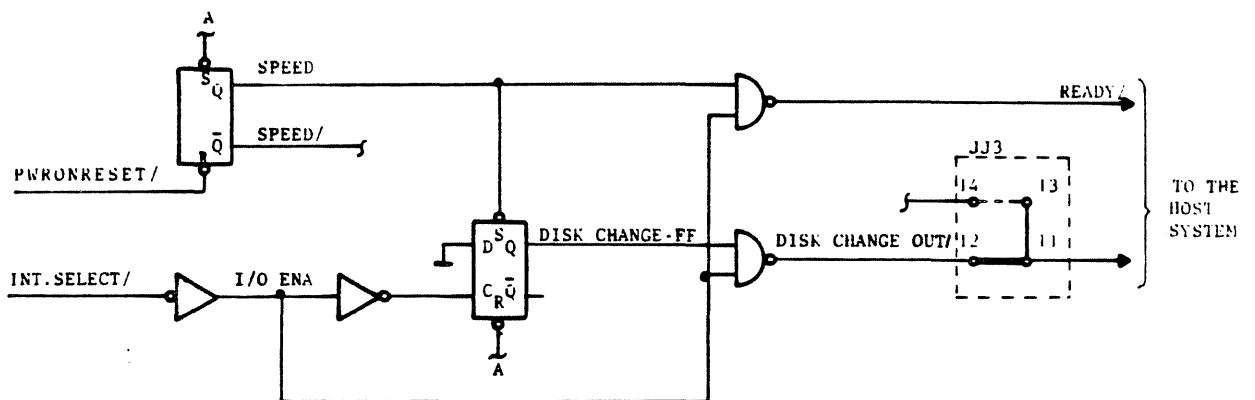 A
S
Q
SPEED
Q̅
SPEED/
R
PWRONRESET/
READY/
JJ3
14 13
12 11
TO THE
HOST
SYSTEM
D S Q
DISK CHANGE-FF
DISK CHANGE OUT/
INT.SELECT/
I/O ENA
C R Q̅
A